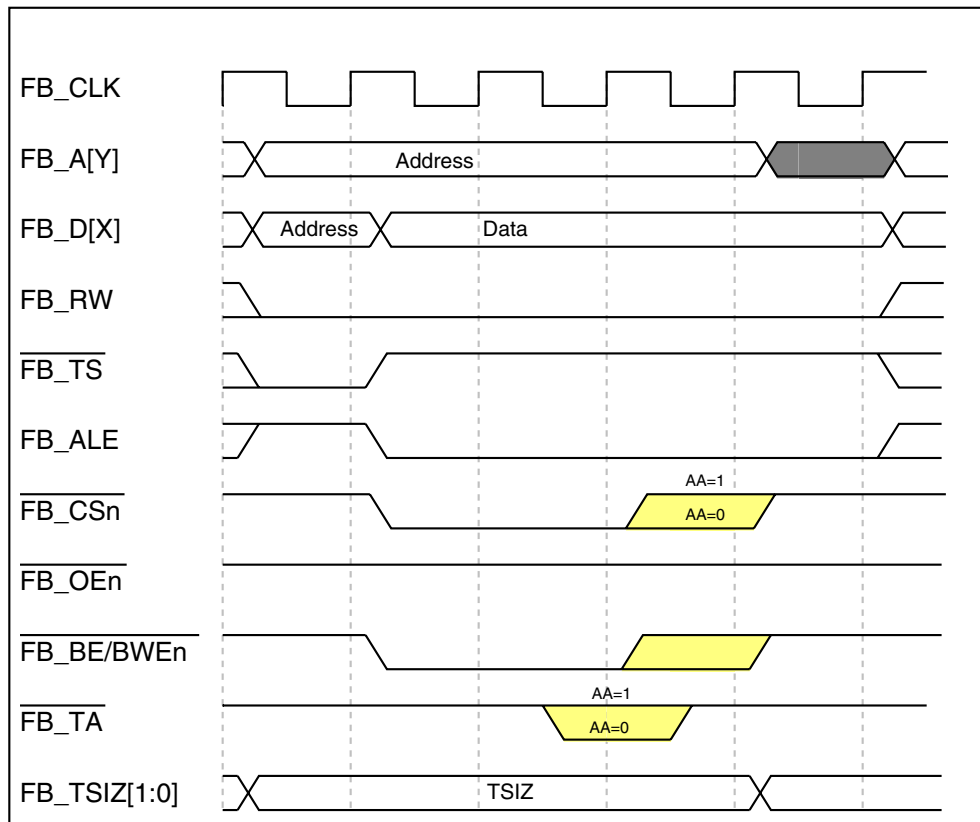 FB_CLK
FB_A[Y]
Address
FB_D[X]
Address
Data
FB_RW
FB_TS
FB_ALE
FB_CSn
AA=1
AA=0
FB_OEn
FB_BE/BWEn
FB_TA
AA=1
AA=0
FB_TSIZ[1:0]
TSIZ